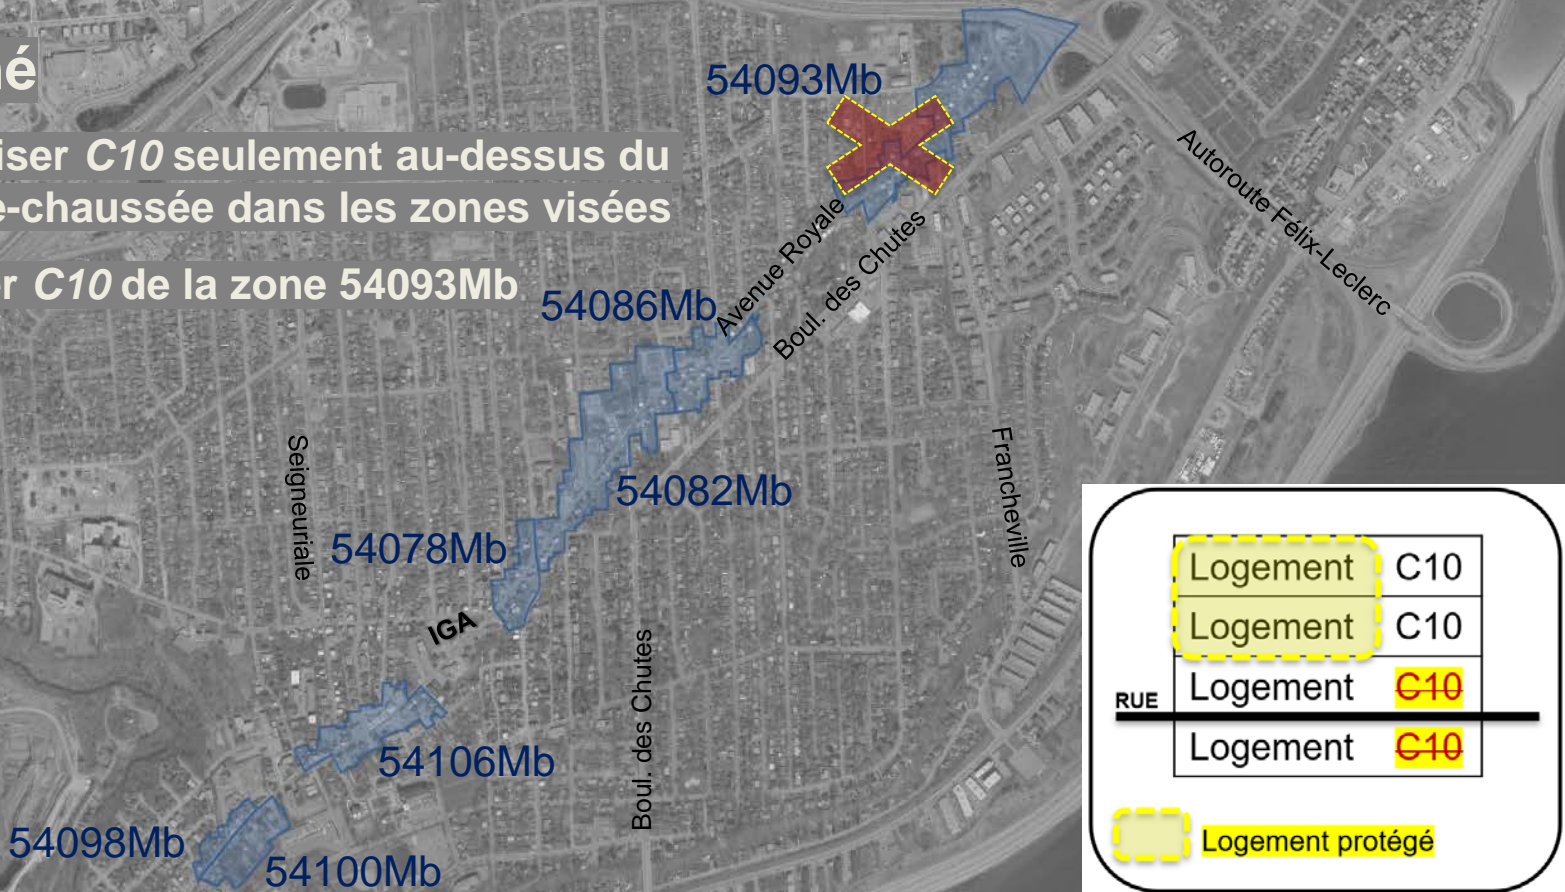 né
iser C10 seulement au-dessus du
e-chaussée dans les zones visées
r C10 de la zone 54093Mb
54093Mb
Autoroute Félix-Leclerc
Avenue Royale
Boul. des Chutes
54086Mb
Seigneuriale
54082Mb
Francheville
54078Mb
IGA
Boul. des Chutes
54106Mb
54098Mb
54100Mb
Logement C10
Logement C10
RUE Logement C10
Logement C10
Logement protégé